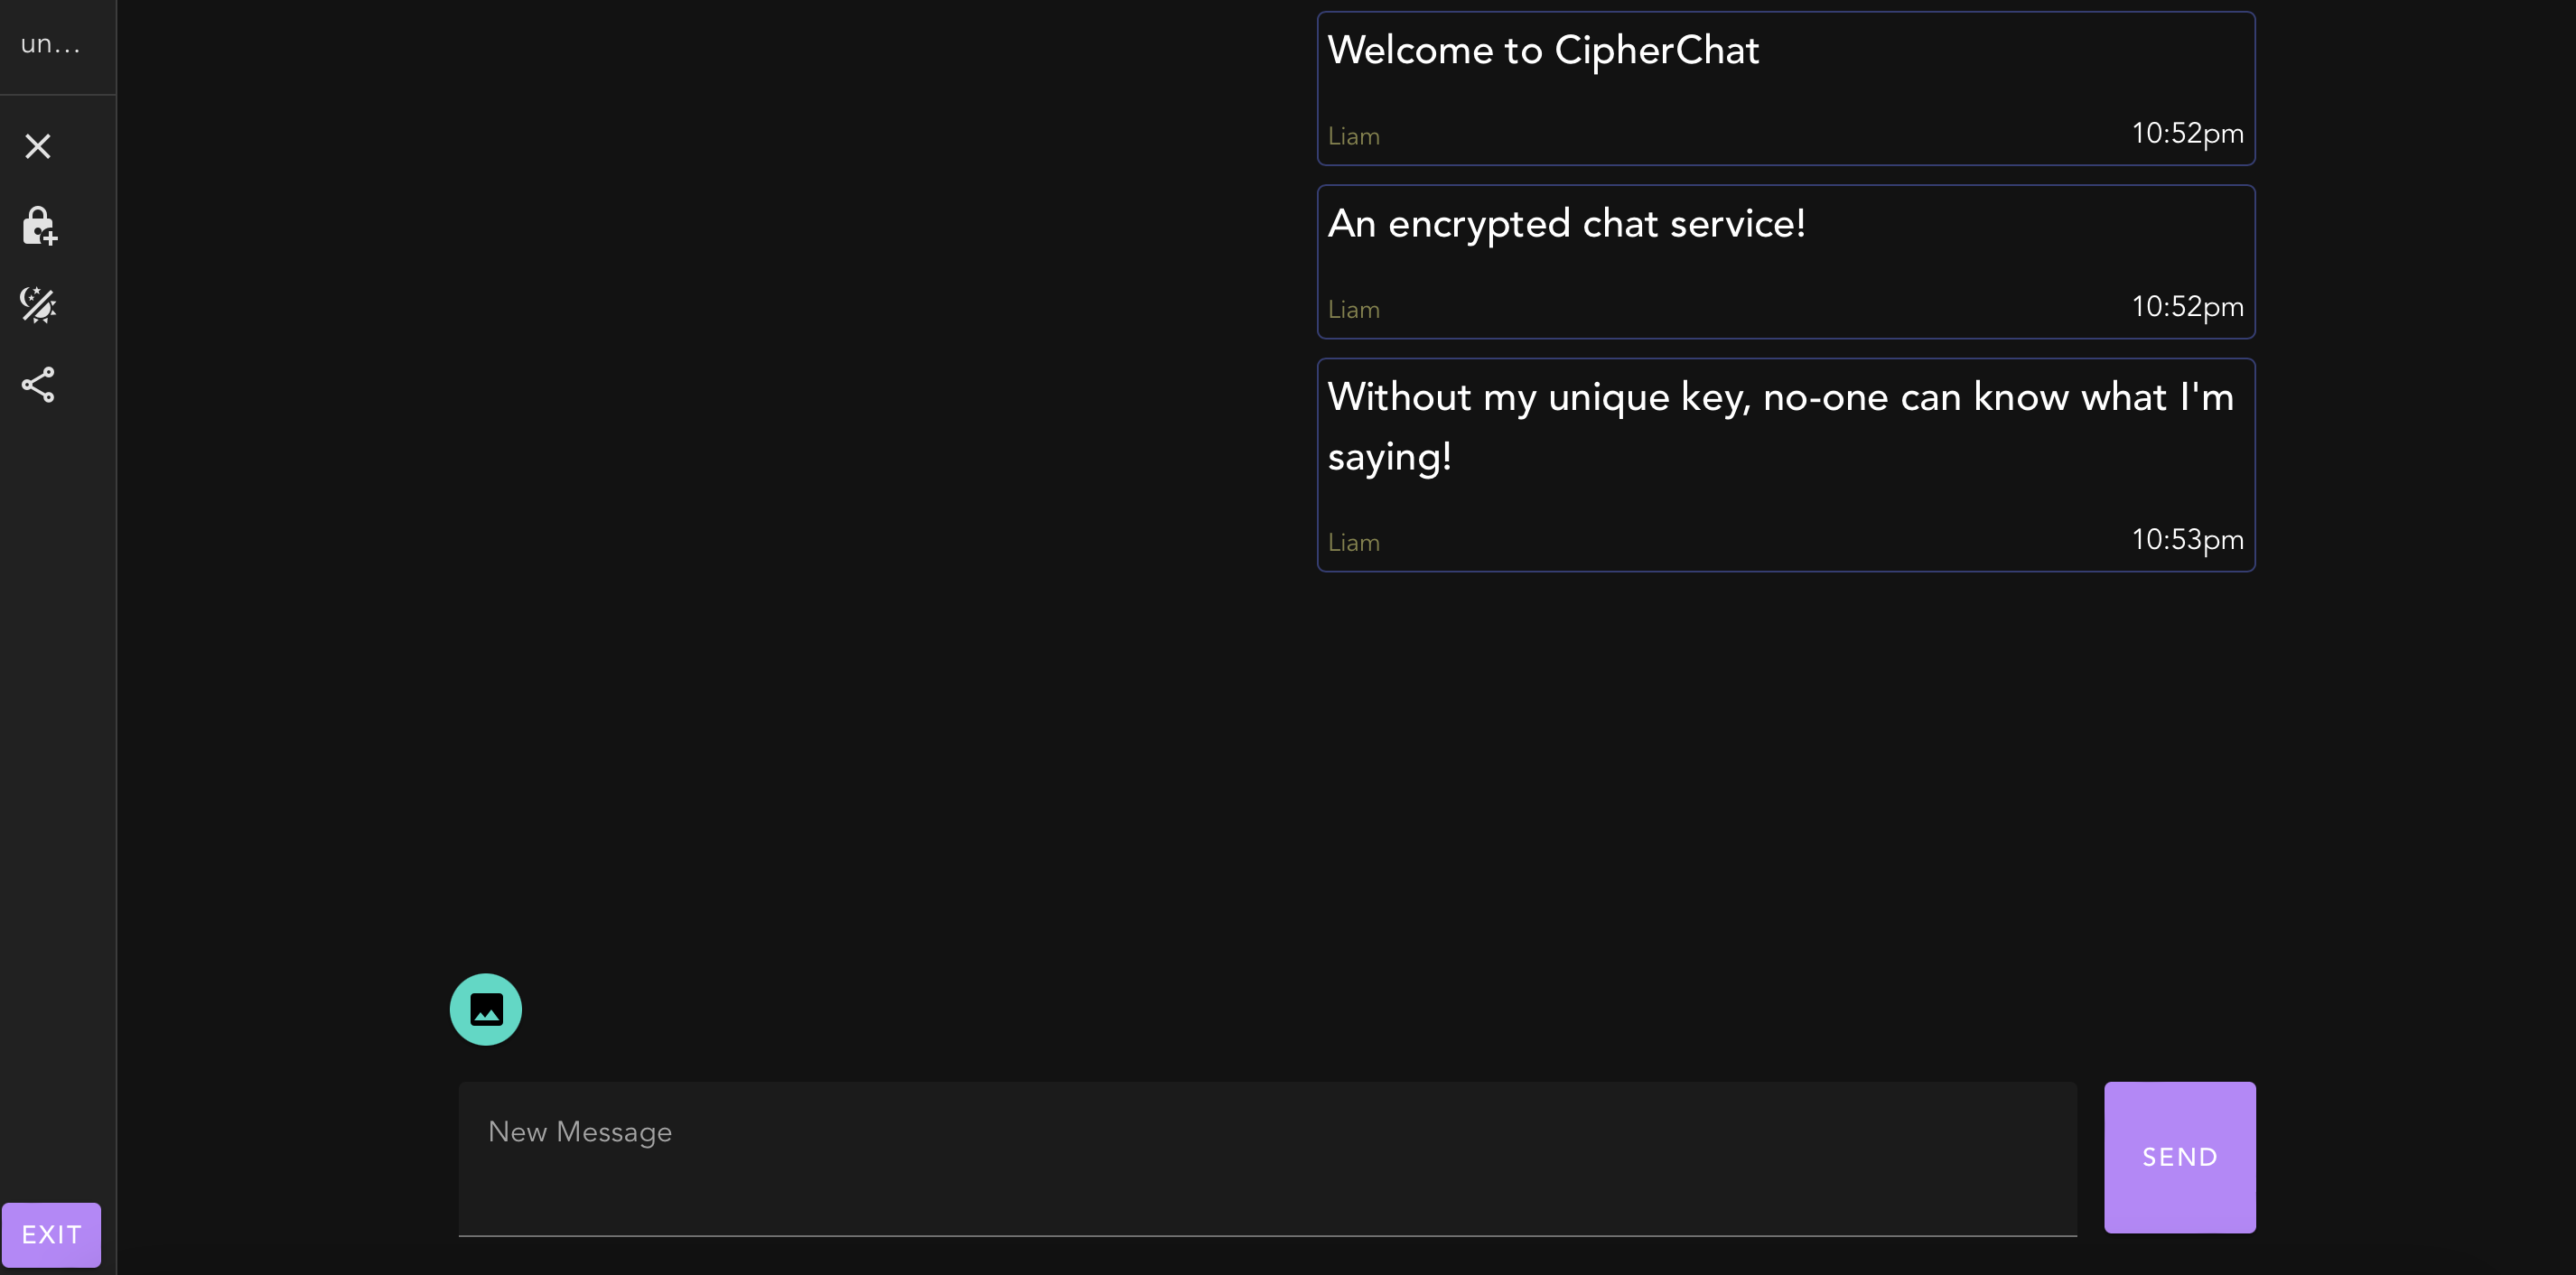 un...
Welcome to CipherChat
Liam 10:52pm
An encrypted chat service!
Liam 10:52pm
Without my unique key, no-one can know what I'm
saying!
Liam 10:53pm
New Message
SEND
EXIT